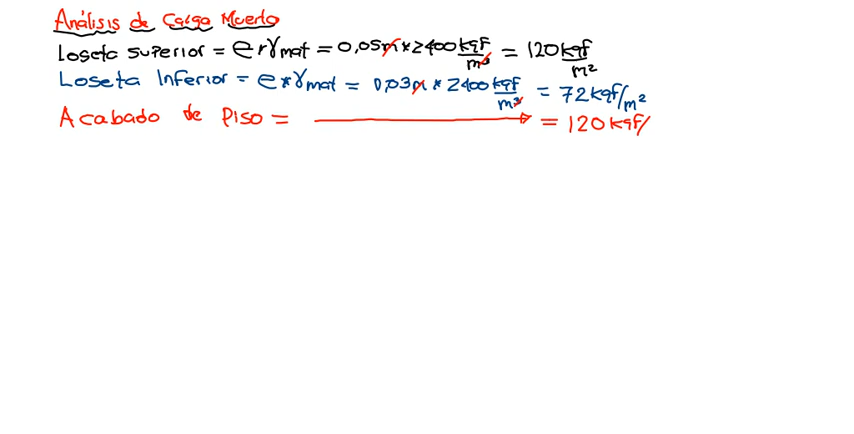 Análisis de Carga Muerto
Loseta superior = e r γmat = 0,05m * 2400 kgf/m³ = 120 kgf/m²
Loseta Inferior = e * γmat = 0,03m * 2400 kgf/m³ = 72 kgf/m²
Acabado de Piso = → = 120 kgf/